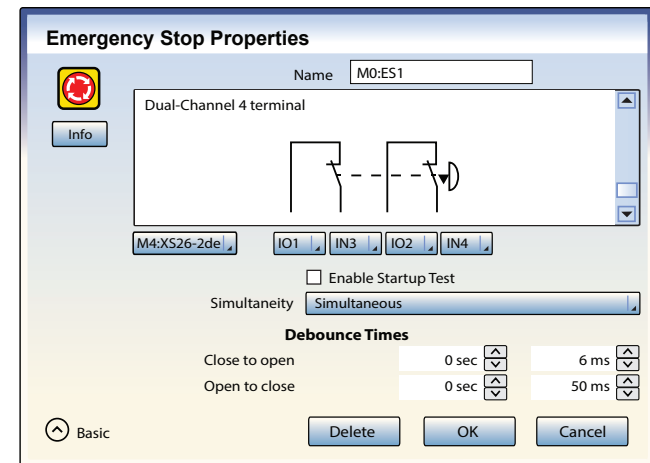 Emergency Stop Properties
Name M0:ES1
Info
Dual-Channel 4 terminal
M4:XS26-2de IO1 IN3 IO2 IN4
Enable Startup Test
Simultaneity Simultaneous
Debounce Times
Close to open 0 sec 6 ms
Open to close 0 sec 50 ms
Basic Delete OK Cancel